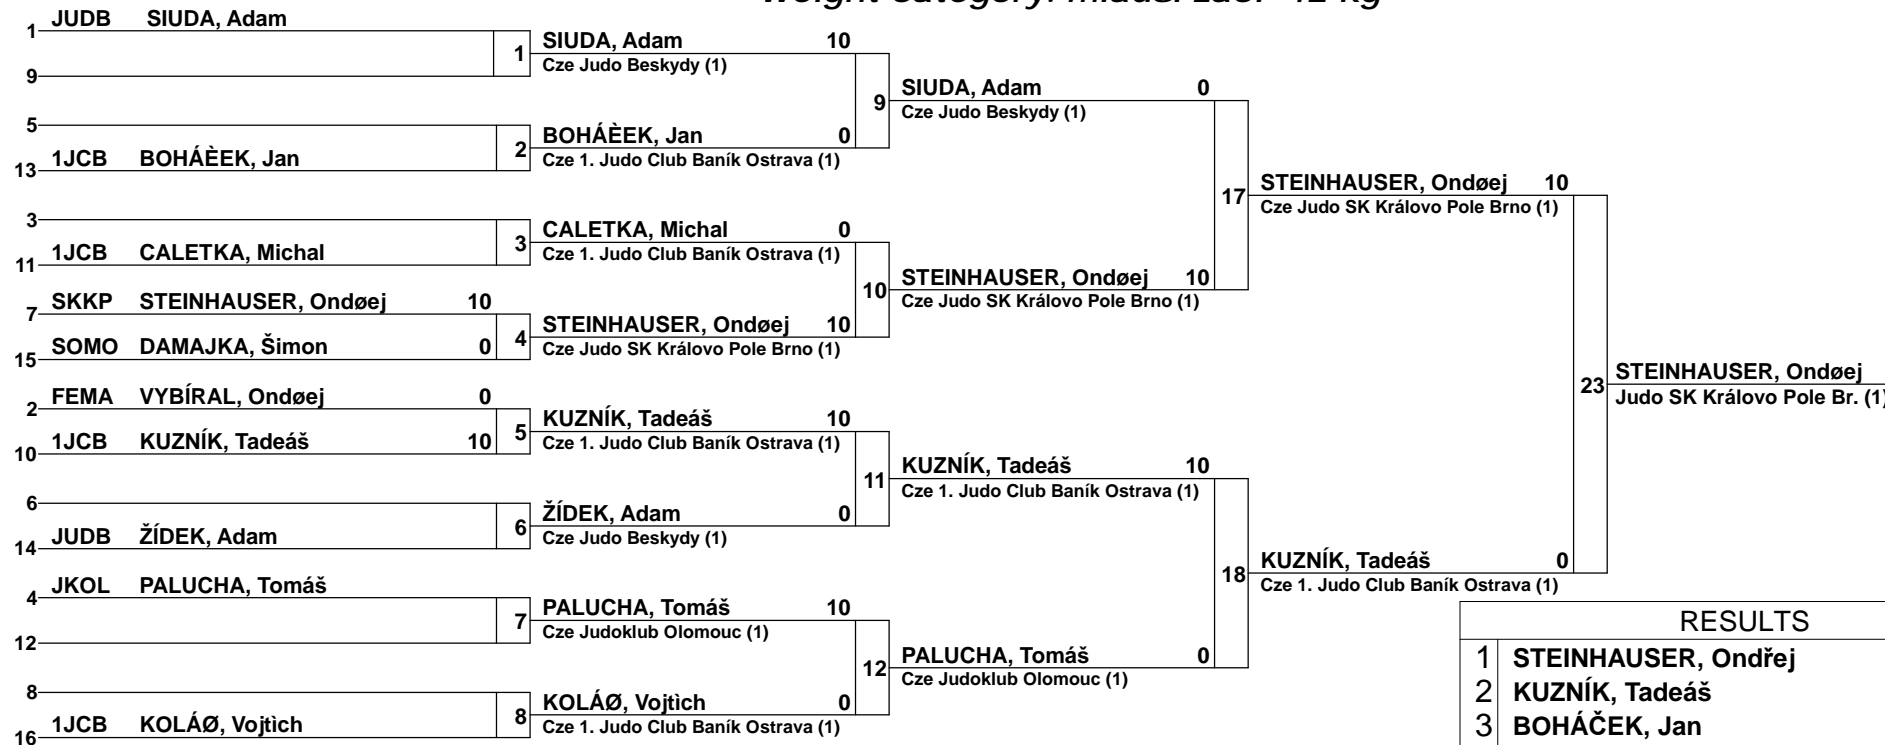 1 JUDB SIUDA, Adam
9
1
SIUDA, Adam 10
Cze Judo Beskydy (1)
5
13 1JCB BOHÁÈEK, Jan
2
BOHÁÈEK, Jan 0
Cze 1. Judo Club Baník Ostrava (1)
9
SIUDA, Adam 0
Cze Judo Beskydy (1)
3
11 1JCB CALETKA, Michal
3
CALETKA, Michal 0
Cze 1. Judo Club Baník Ostrava (1)
7 SKKP STEINHAUSER, Ondøej 10
15 SOMO DAMAJKA, Šimon 0
4
STEINHAUSER, Ondøej 10
Cze Judo SK Královo Pole Brno (1)
10
STEINHAUSER, Ondøej 10
Cze Judo SK Královo Pole Brno (1)
17
STEINHAUSER, Ondøej 10
Cze Judo SK Královo Pole Brno (1)
2 FEMA VYBÍRAL, Ondøej 0
10 1JCB KUZNÍK, Tadeáš 10
5
KUZNÍK, Tadeáš 10
Cze 1. Judo Club Baník Ostrava (1)
6
14 JUDB ŽÍDEK, Adam
6
ŽÍDEK, Adam 0
Cze Judo Beskydy (1)
11
KUZNÍK, Tadeáš 10
Cze 1. Judo Club Baník Ostrava (1)
4 JKOL PALUCHA, Tomáš
12
7
PALUCHA, Tomáš 10
Cze Judoklub Olomouc (1)
8
16 1JCB KOLÁØ, Vojtìch
8
KOLÁØ, Vojtìch 0
Cze 1. Judo Club Baník Ostrava (1)
12
PALUCHA, Tomáš 0
Cze Judoklub Olomouc (1)
18
KUZNÍK, Tadeáš 0
Cze 1. Judo Club Baník Ostrava (1)
23
STEINHAUSER, Ondøej
Judo SK Královo Pole Br. (1)
RESULTS
1 STEINHAUSER, Ondřej
2 KUZNÍK, Tadeáš
3 BOHÁČEK, Jan